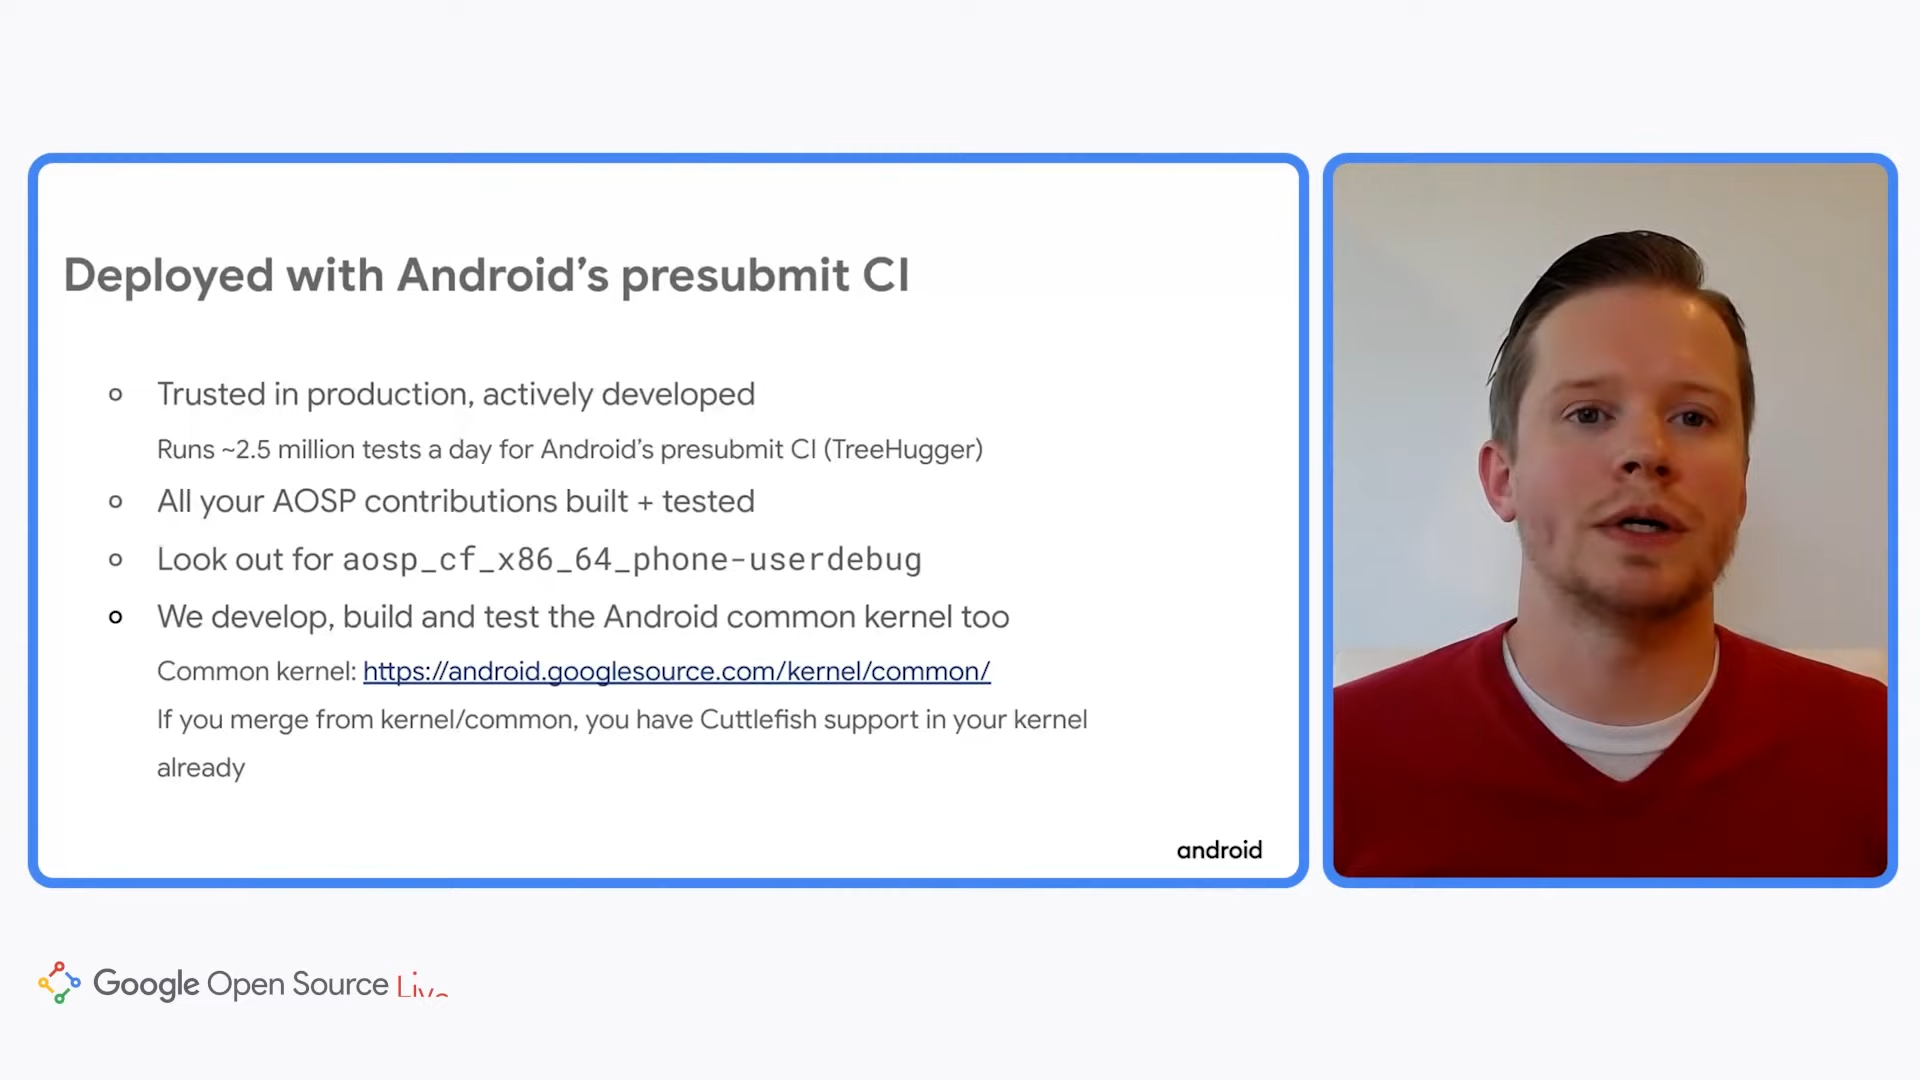 Deployed with Android’s presubmit CI
Trusted in production, actively developed
Runs ~2.5 million tests a day for Android’s presubmit CI (TreeHugger)
All your AOSP contributions built + tested
Look out for aosp_cf_x86_64_phone-userdebug
We develop, build and test the Android common kernel too
Common kernel: https://android.googlesource.com/kernel/common/
If you merge from kernel/common, you have Cuttlefish support in your kernel
already
android
Google Open Source Live